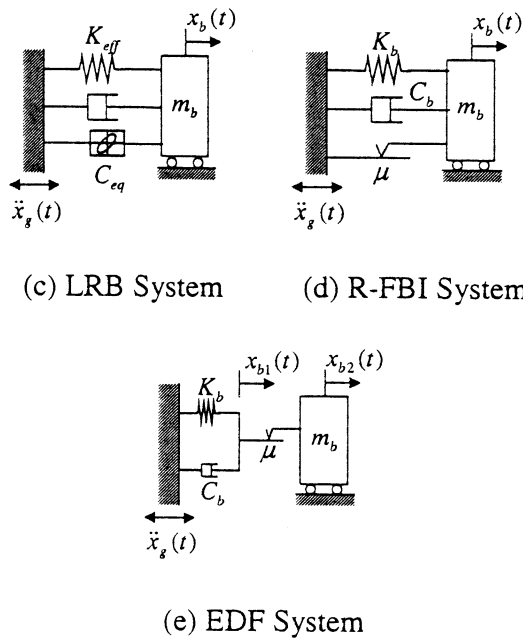 x_b(t)
K_eff
m_b
C_eq
ẍ_g(t)
(c) LRB System
x_b(t)
K_b
C_b
m_b
μ
ẍ_g(t)
(d) R-FBI System
x_b1(t)
x_b2(t)
K_b
m_b
μ
C_b
ẍ_g(t)
(e) EDF System